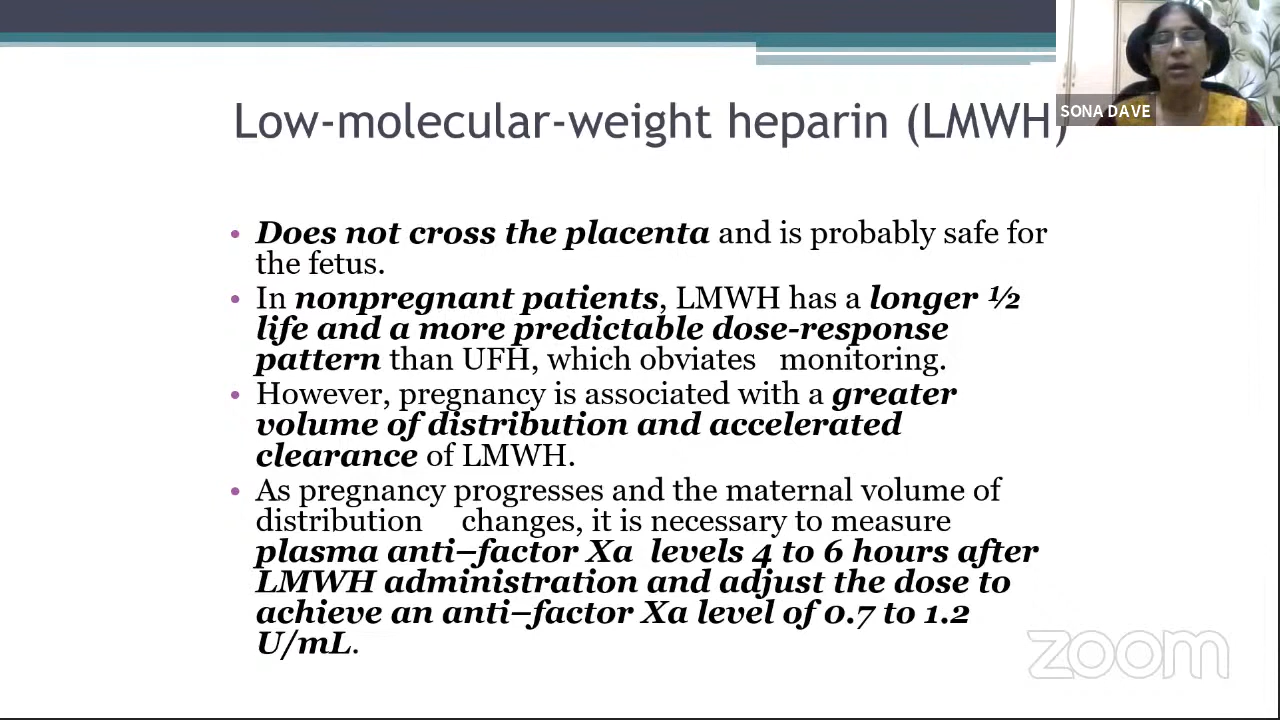 Low-molecular-weight heparin (LMWH)
SONA DAVE
• Does not cross the placenta and is probably safe for
the fetus.
• In nonpregnant patients, LMWH has a longer ½
life and a more predictable dose-response
pattern than UFH, which obviates monitoring.
• However, pregnancy is associated with a greater
volume of distribution and accelerated
clearance of LMWH.
• As pregnancy progresses and the maternal volume of
distribution changes, it is necessary to measure
plasma anti–factor Xa levels 4 to 6 hours after
LMWH administration and adjust the dose to
achieve an anti–factor Xa level of 0.7 to 1.2
U/mL.
zoom